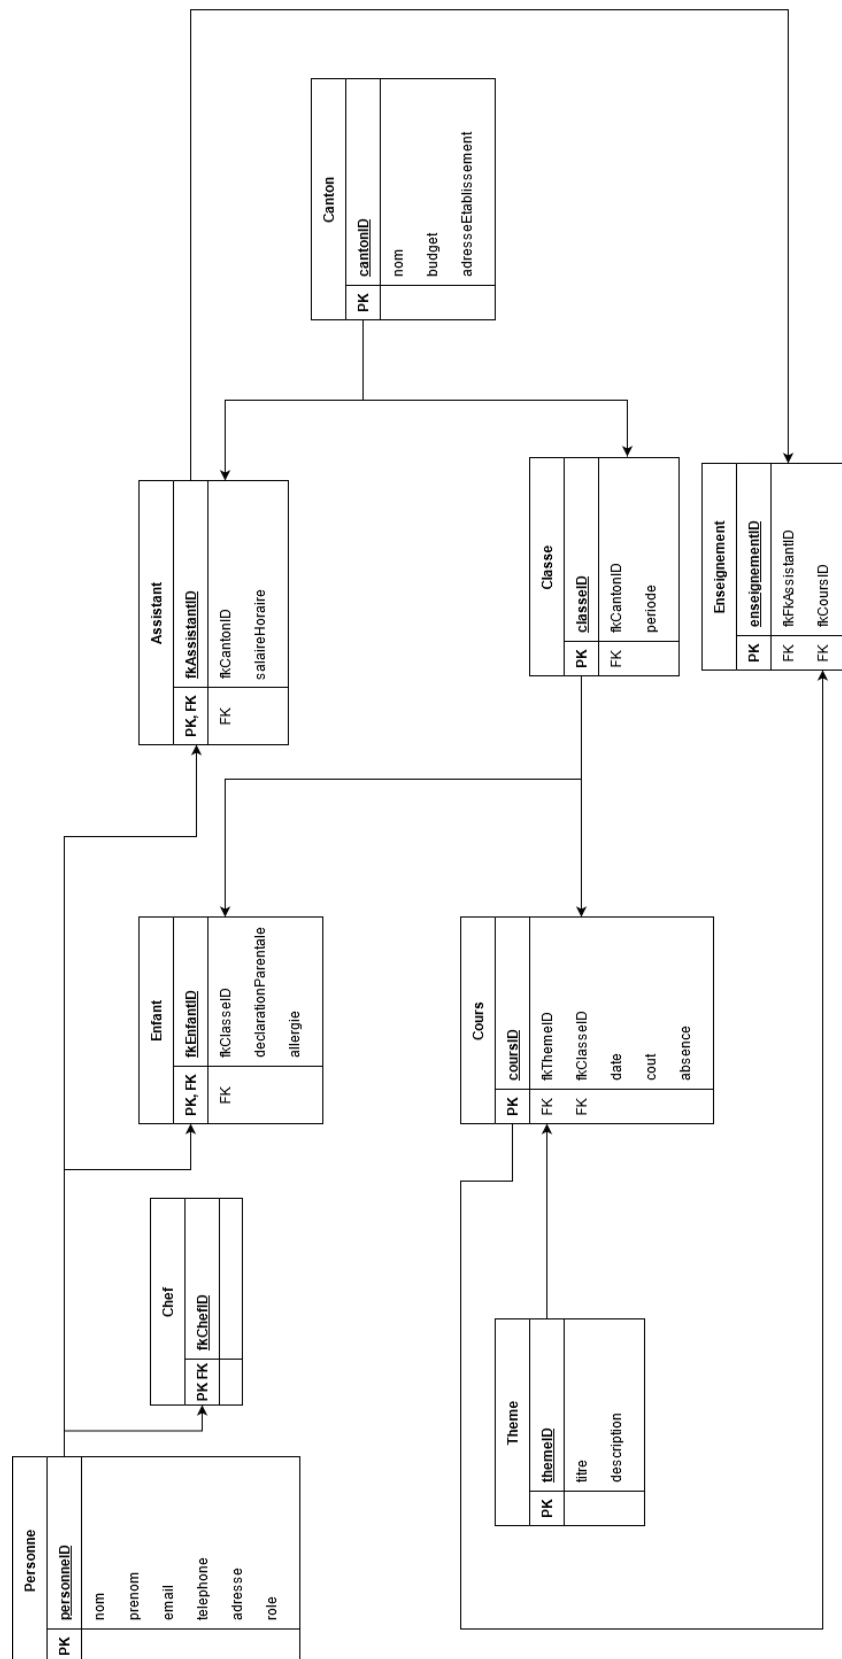 Personne
PK personneID
nom
prenom
email
telephone
adresse
role
Chef
PK FK fkChefID
Enfant
PK, FK fkEnfantID
FK fkClasseID
declarationParentale
allergie
Assistant
PK, FK fkAssistantID
FK fkCantonID
salaireHoraire
Canton
PK cantonID
nom
budget
adresseEtablissement
Theme
PK themeID
titre
description
Cours
PK coursID
FK fkThemeID
FK fkClasseID
date
cout
absence
Classe
PK classeID
FK fkCantonID
periode
Enseignement
PK enseignementID
FK fkFkAssistantID
FK fkCoursID